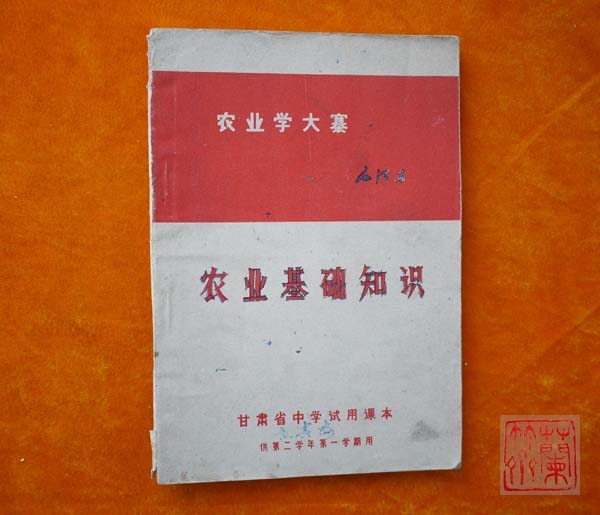 农业学大寨
农业基础知识
甘肃省中学试用课本
供第二学年第一学期用